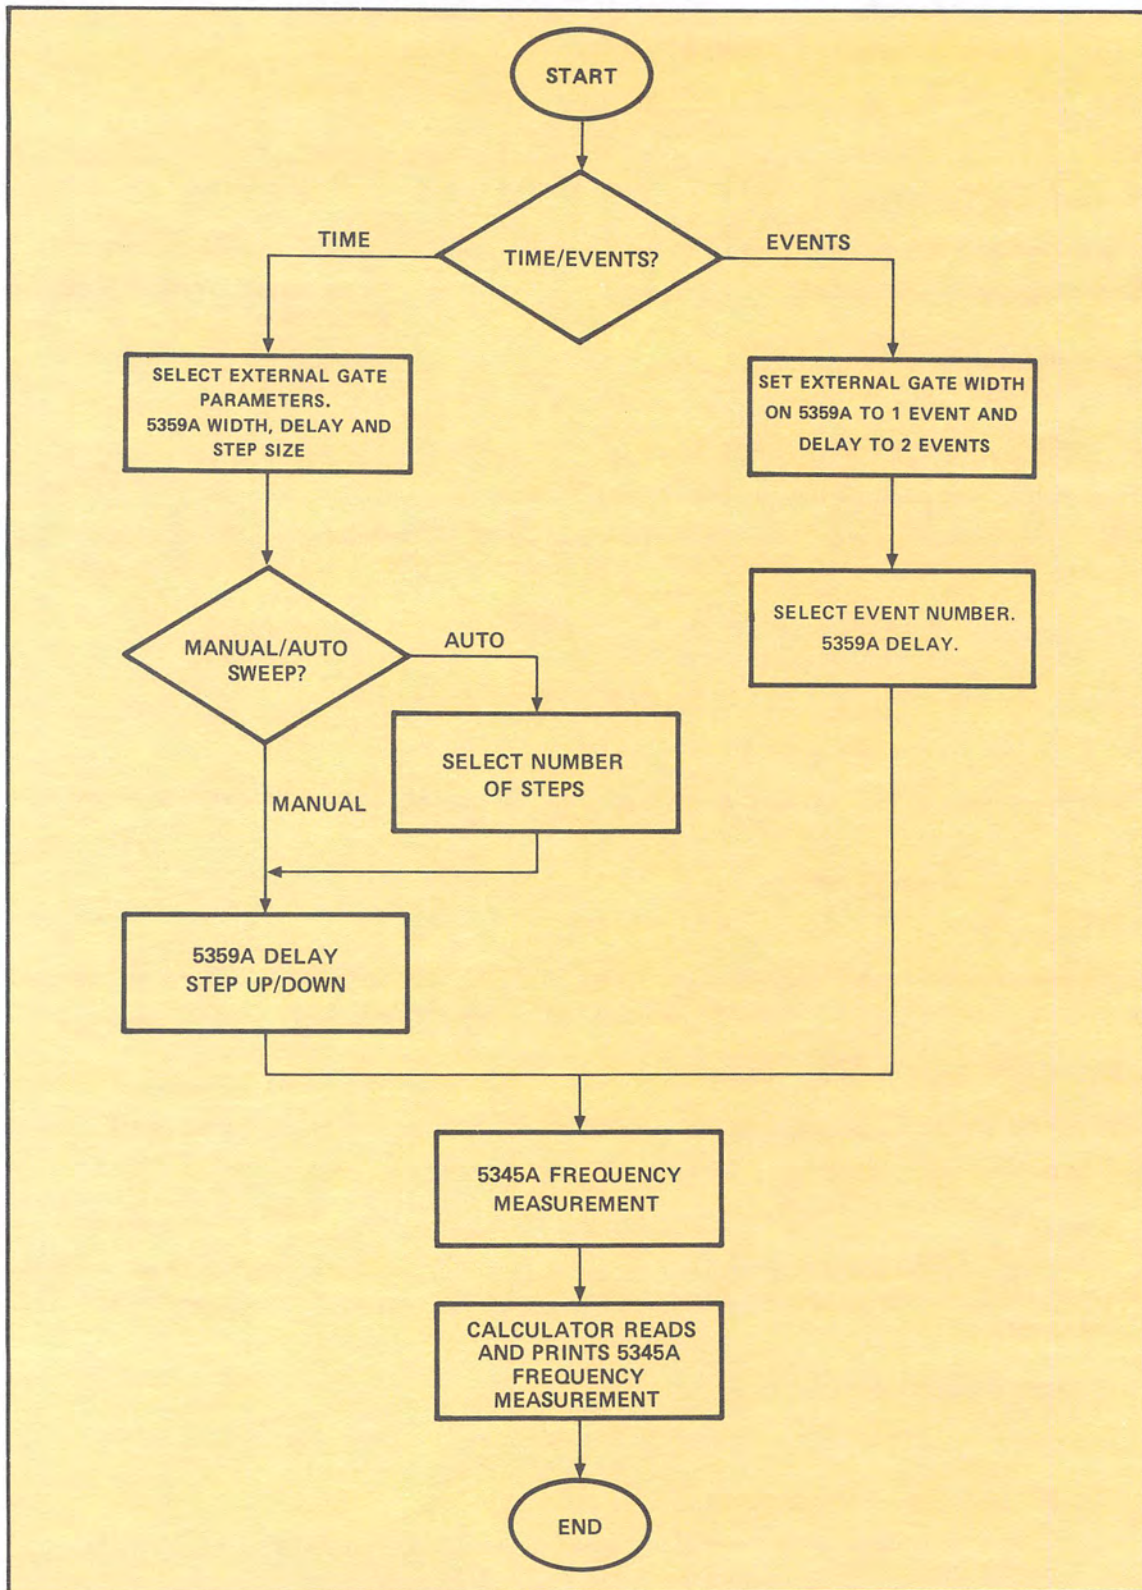 START
TIME
TIME/EVENTS?
EVENTS
SELECT EXTERNAL GATE
PARAMETERS.
5359A WIDTH, DELAY AND
STEP SIZE
SET EXTERNAL GATE WIDTH
ON 5359A TO 1 EVENT AND
DELAY TO 2 EVENTS
MANUAL/AUTO
SWEEP?
AUTO
SELECT EVENT NUMBER.
5359A DELAY.
SELECT NUMBER
OF STEPS
MANUAL
5359A DELAY
STEP UP/DOWN
5345A FREQUENCY
MEASUREMENT
CALCULATOR READS
AND PRINTS 5345A
FREQUENCY
MEASUREMENT
END